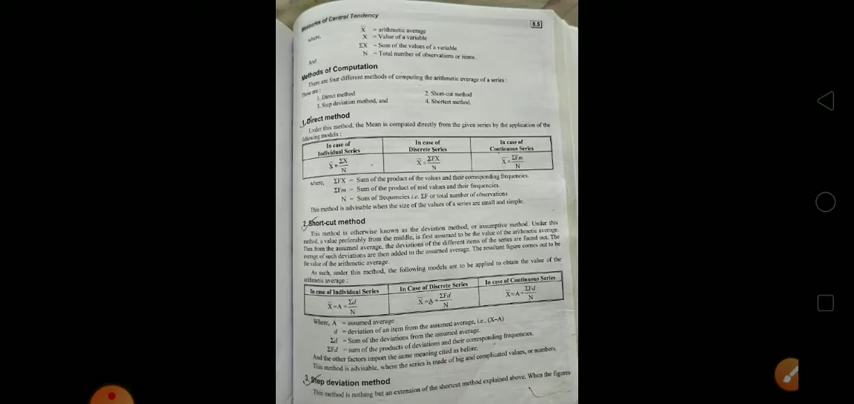 Measures of Central Tendency
5.5
where,
X̄ = arithmetic average
X = Value of a variable
ΣX = Sum of the values of a variable
N = Total number of observations or items.
And
Methods of Computation
There are four different methods of computing the arithmetic average of a series :
These are :
1. Direct method
2. Short-cut method
3. Step deviation method, and
4. Shortest method.
1. Direct method
Under this method, the Mean is computed directly from the given series by the application of the
following models :
In case of Individual Series
In case of Discrete Series
In case of Continuous Series
X̄ = ΣX/N
X̄ = ΣFX/N
X̄ = ΣFm/N
where, ΣFX = Sum of the product of the values and their corresponding frequencies.
ΣFm = Sum of the product of mid values and their frequencies.
N = Sum of frequencies i.e. ΣF or total number of observations
This method is advisable when the size of the values of a series are small and simple.
2. Short-cut method
This method is otherwise known as the deviation method, or assumptive method. Under this
method, a value preferably from the middle, is first assumed to be the value of the arithmetic average.
Then from the assumed average, the deviations of the different items of the series are found out. The
average of such deviations are then added to the assumed average. The resultant figure comes out to be
the value of the arithmetic average.
As such, under this method, the following models are to be applied to obtain the value of the
arithmetic average :
In case of Individual Series
In Case of Discrete Series
In case of Continuous Series
X̄ = A + Σd/N
X̄ = A + ΣFd/N
X̄ = A + ΣFd/N
Where, A = assumed average
d = deviation of an item from the assumed average, i.e. (X–A)
Σd = Sum of the deviations from the assumed average.
ΣFd = sum of the products of deviations and their corresponding frequencies.
And the other factors import the same meaning cited as before.
This method is advisable, where the series is made of big and complicated values, or numbers.
3. Step deviation method
This method is nothing but an extension of the shortcut method explained above. When the figures